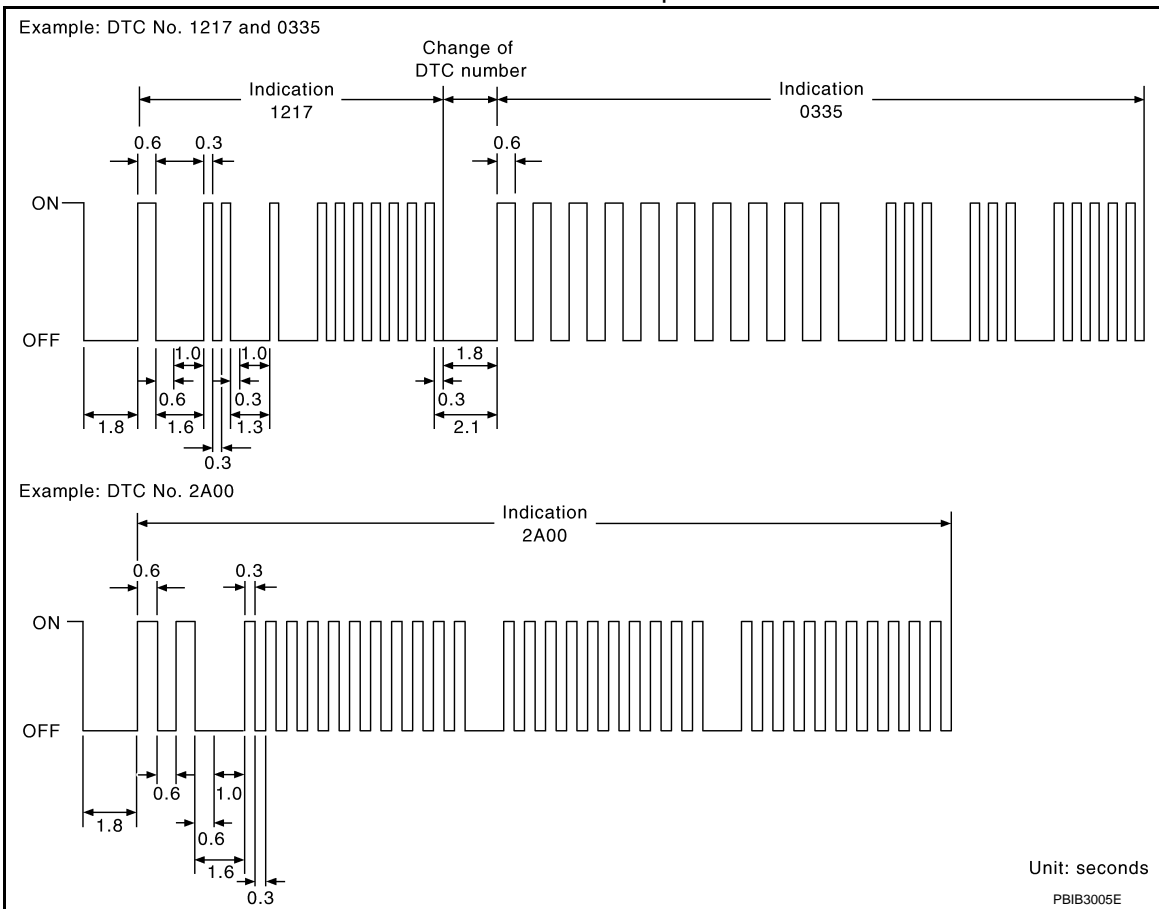 Example: DTC No. 1217 and 0335
Change of
DTC number
Indication
1217
Indication
0335
0.6
0.3
0.6
ON
OFF
1.0
1.0
1.8
0.6
0.3
0.3
1.8
1.6
1.3
2.1
0.3
Example: DTC No. 2A00
Indication
2A00
0.6
0.3
ON
OFF
0.6
1.0
1.8
0.6
1.6
0.3
Unit: seconds
PBIB3005E